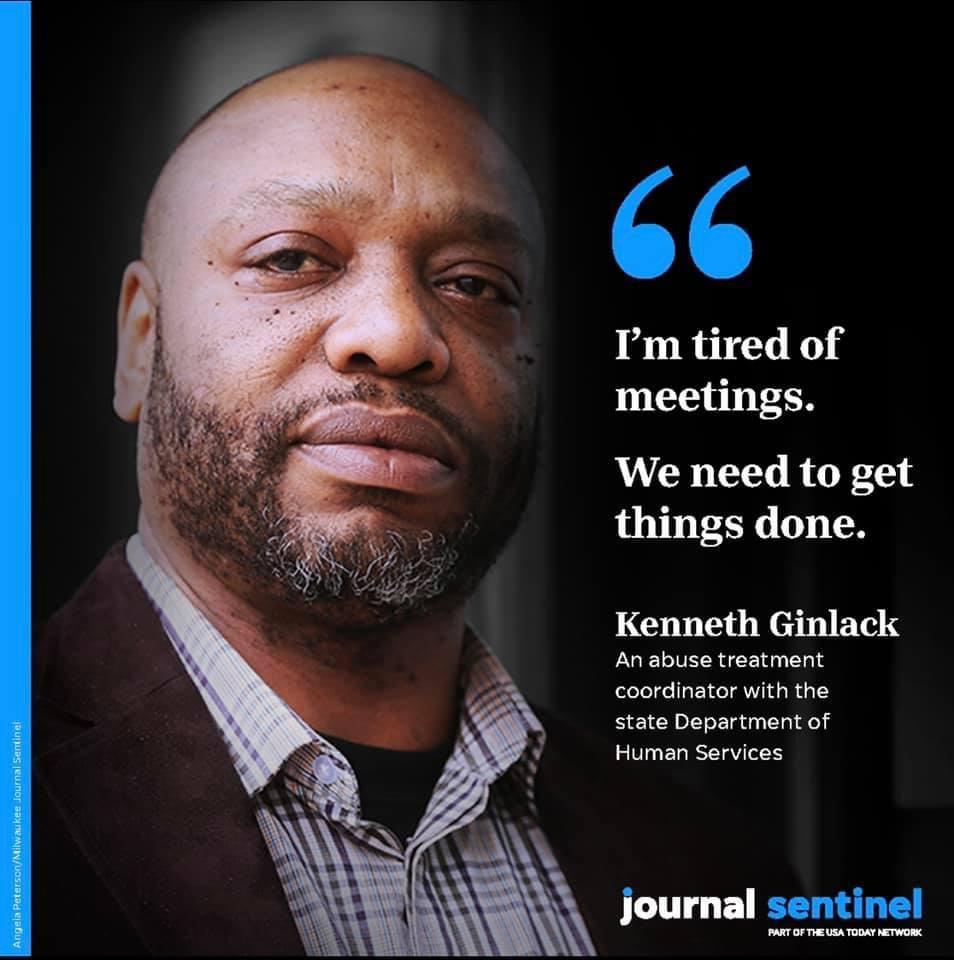 “
I’m tired of
meetings.
We need to get
things done.
Kenneth Ginlack
An abuse treatment
coordinator with the
state Department of
Human Services
journal sentinel
PART OF THE USA TODAY NETWORK
Angela Peterson/Milwaukee Journal Sentinel